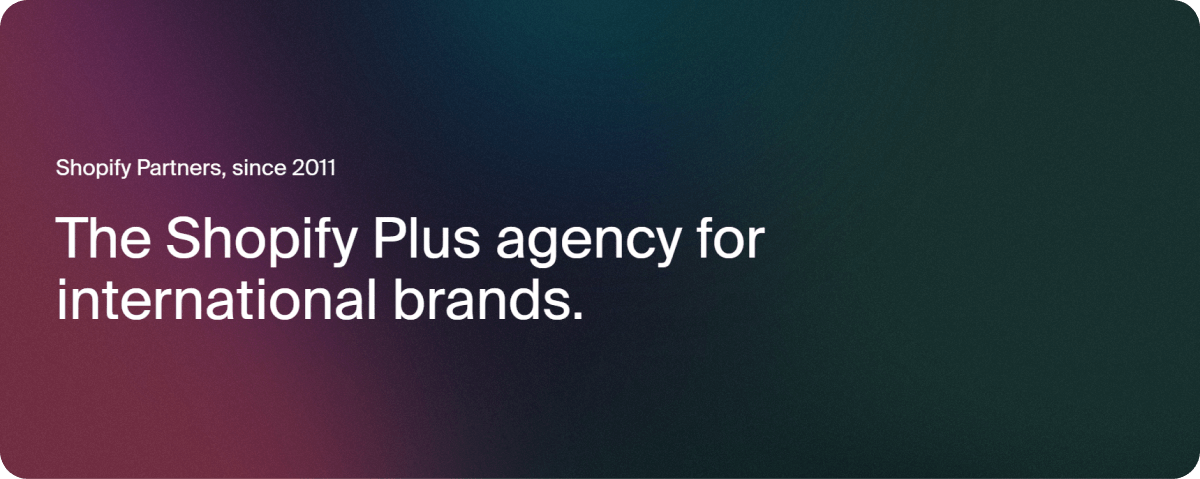 Shopify Partners, since 2011
The Shopify Plus agency for
international brands.